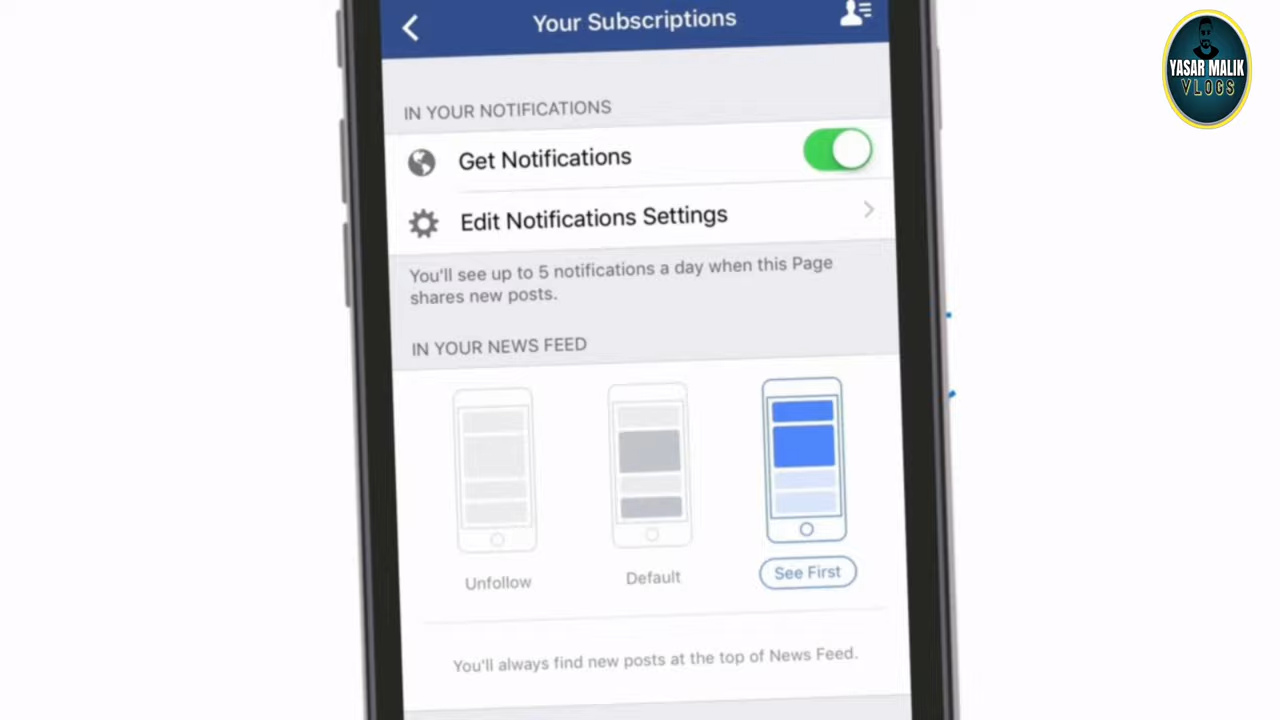 Your Subscriptions
YASAR MALIK
VLOGS
IN YOUR NOTIFICATIONS
Get Notifications
Edit Notifications Settings
You'll see up to 5 notifications a day when this Page
shares new posts.
IN YOUR NEWS FEED
Unfollow
Default
See First
You'll always find new posts at the top of News Feed.